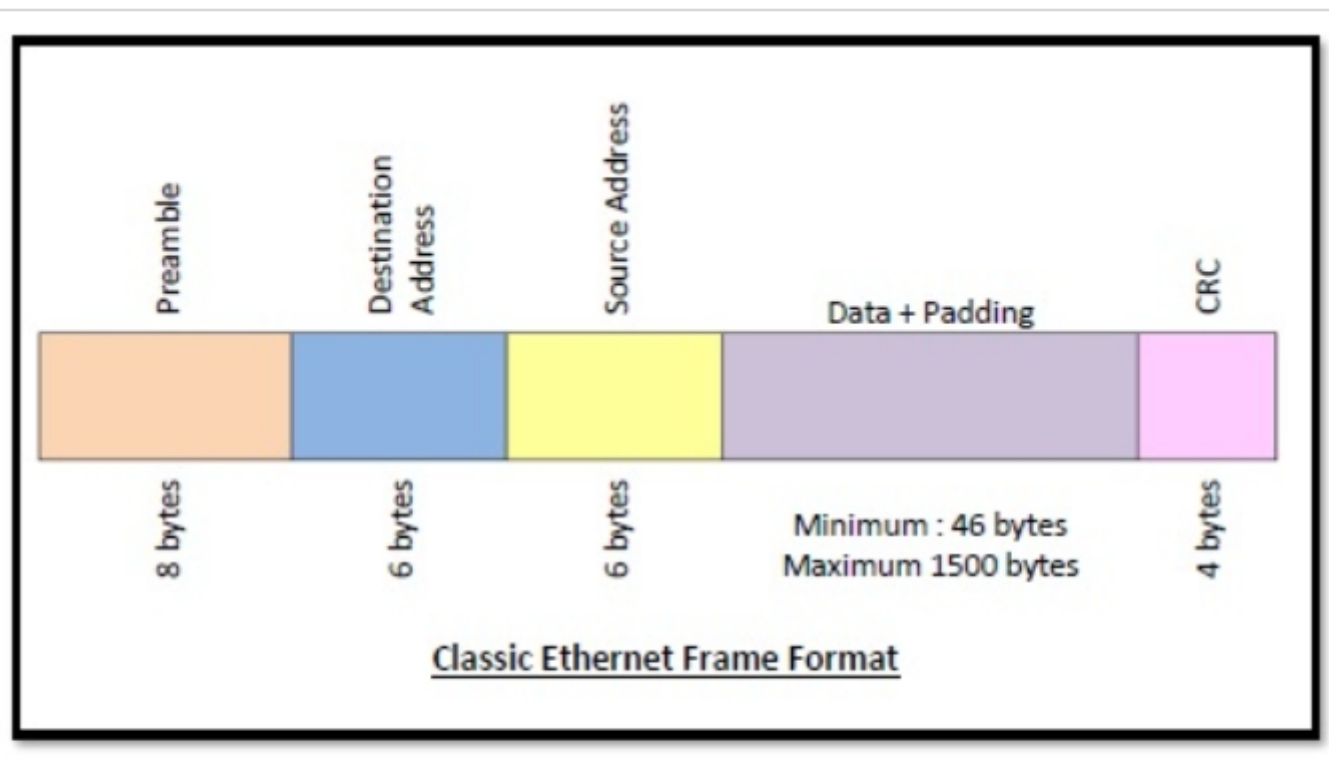 Preamble
Destination
Address
Source Address
Data + Padding
CRC
8 bytes
6 bytes
6 bytes
Minimum : 46 bytes
Maximum 1500 bytes
4 bytes
Classic Ethernet Frame Format